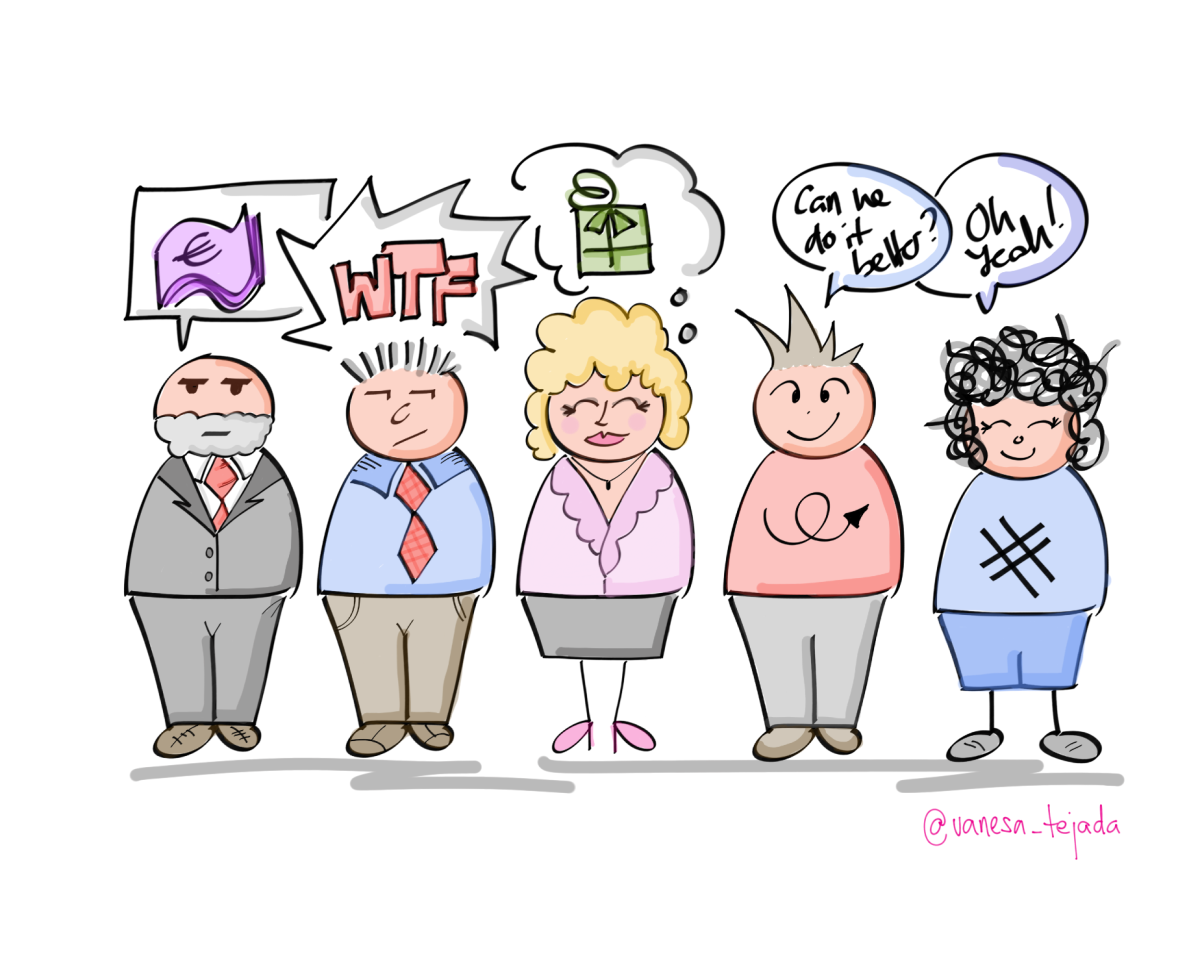 €
WTF
Can we
do it
better?
Oh
yeah!
@vanesa_tejada